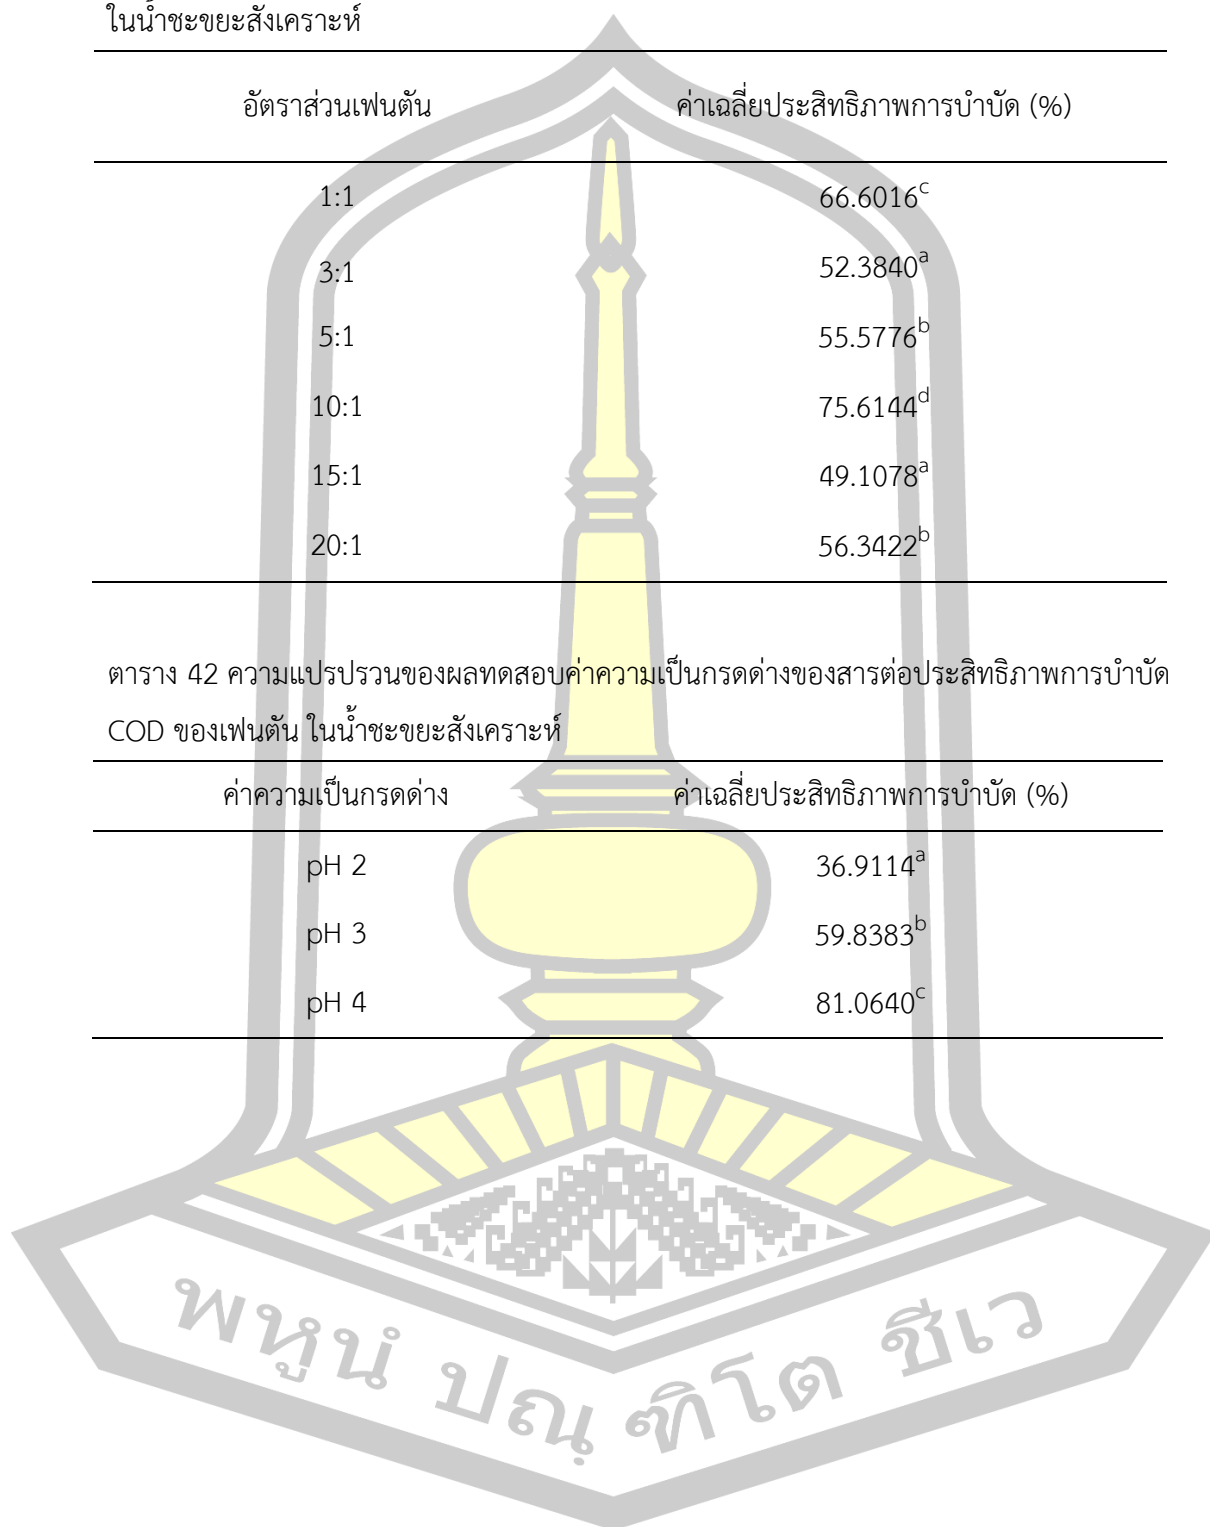 ในน้ำชะขยะสังเคราะห์
อัตราส่วนเฟนตัน ค่าเฉลี่ยประสิทธิภาพการบำบัด (%)
1:1 66.6016ᶜ
3:1 52.3840ᵃ
5:1 55.5776ᵇ
10:1 75.6144ᵈ
15:1 49.1078ᵃ
20:1 56.3422ᵇ
ตาราง 42 ความแปรปรวนของผลทดสอบค่าความเป็นกรดด่างของสารต่อประสิทธิภาพการบำบัด
COD ของเฟนตัน ในน้ำชะขยะสังเคราะห์
ค่าความเป็นกรดด่าง ค่าเฉลี่ยประสิทธิภาพการบำบัด (%)
pH 2 36.9114ᵃ
pH 3 59.8383ᵇ
pH 4 81.0640ᶜ
พหูนํ ปณฺฑิโต ชีเว